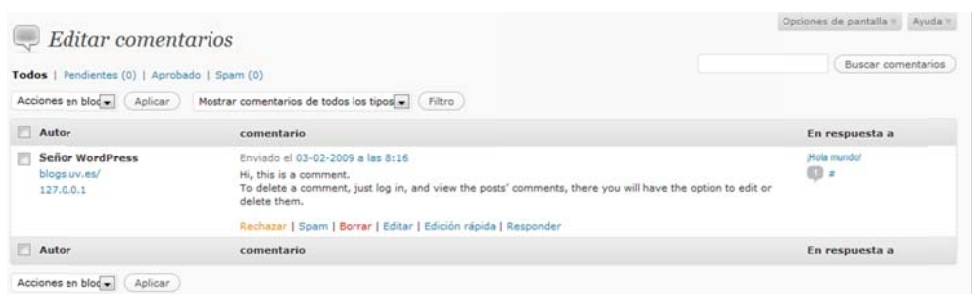 Opciones de pantalla Ayuda
Editar comentarios
Buscar comentarios
Todos | Pendientes (0) | Aprobado | Spam (0)
Acciones en bloc Aplicar Mostrar comentarios de todos los tipos Filtro
Autor comentario En respuesta a
Señor WordPress Enviado el 03-02-2009 a las 8:16 ¡Hola mundo!
blogs.uv.es/ Hi, this is a comment. 1 #
127.0.0.1 To delete a comment, just log in, and view the posts' comments, there you will have the option to edit or
delete them.
Rechazar | Spam | Borrar | Editar | Edición rápida | Responder
Autor comentario En respuesta a
Acciones en bloc Aplicar